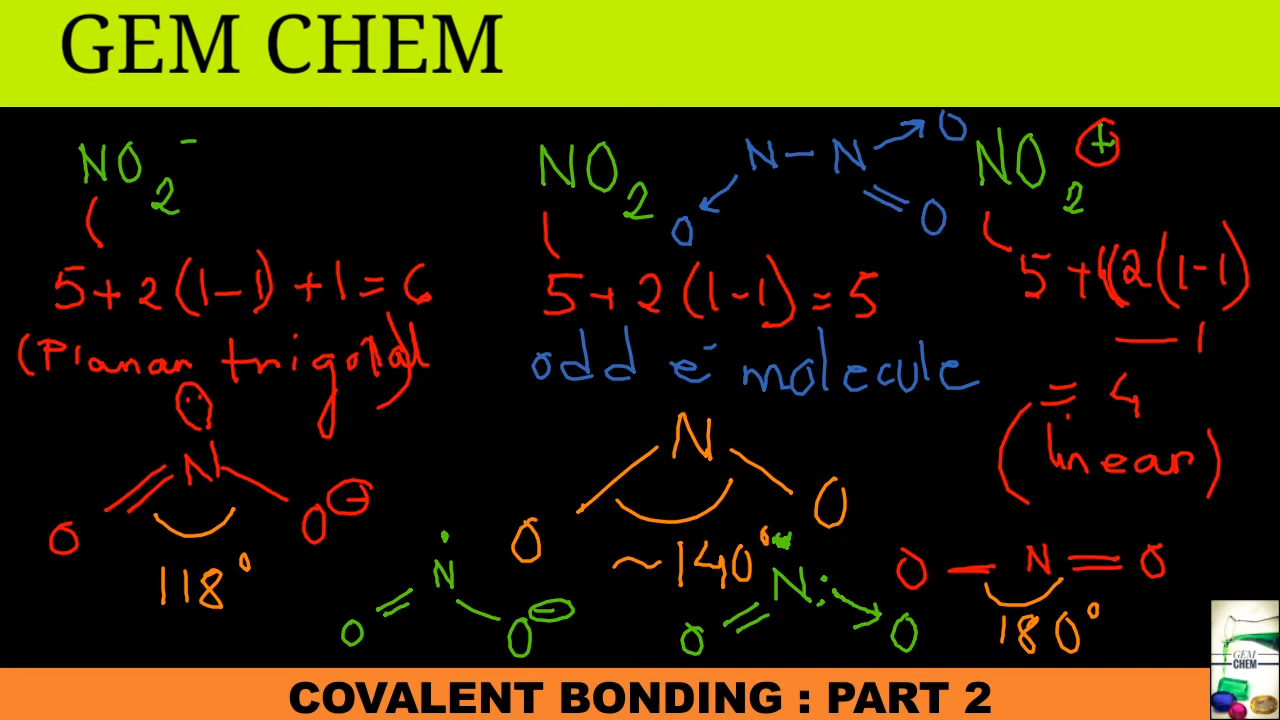 GEM CHEM
NO2⁻
NO2
N – N
O
O
O
NO2⊕
5 + 2 (1 – 1) + 1 = 6
5 + 2 (1 – 1) = 5
5 + (2 (1 – 1)
– 1
(Planar trigonal)
odd e⁻ molecule
= 4
(linear)
N
O
O ⊖
118°
N
O
O
~ 140°
N
O
O ⊖
N
O
O
O – N = O
180°
GEM
CHEM
COVALENT BONDING : PART 2